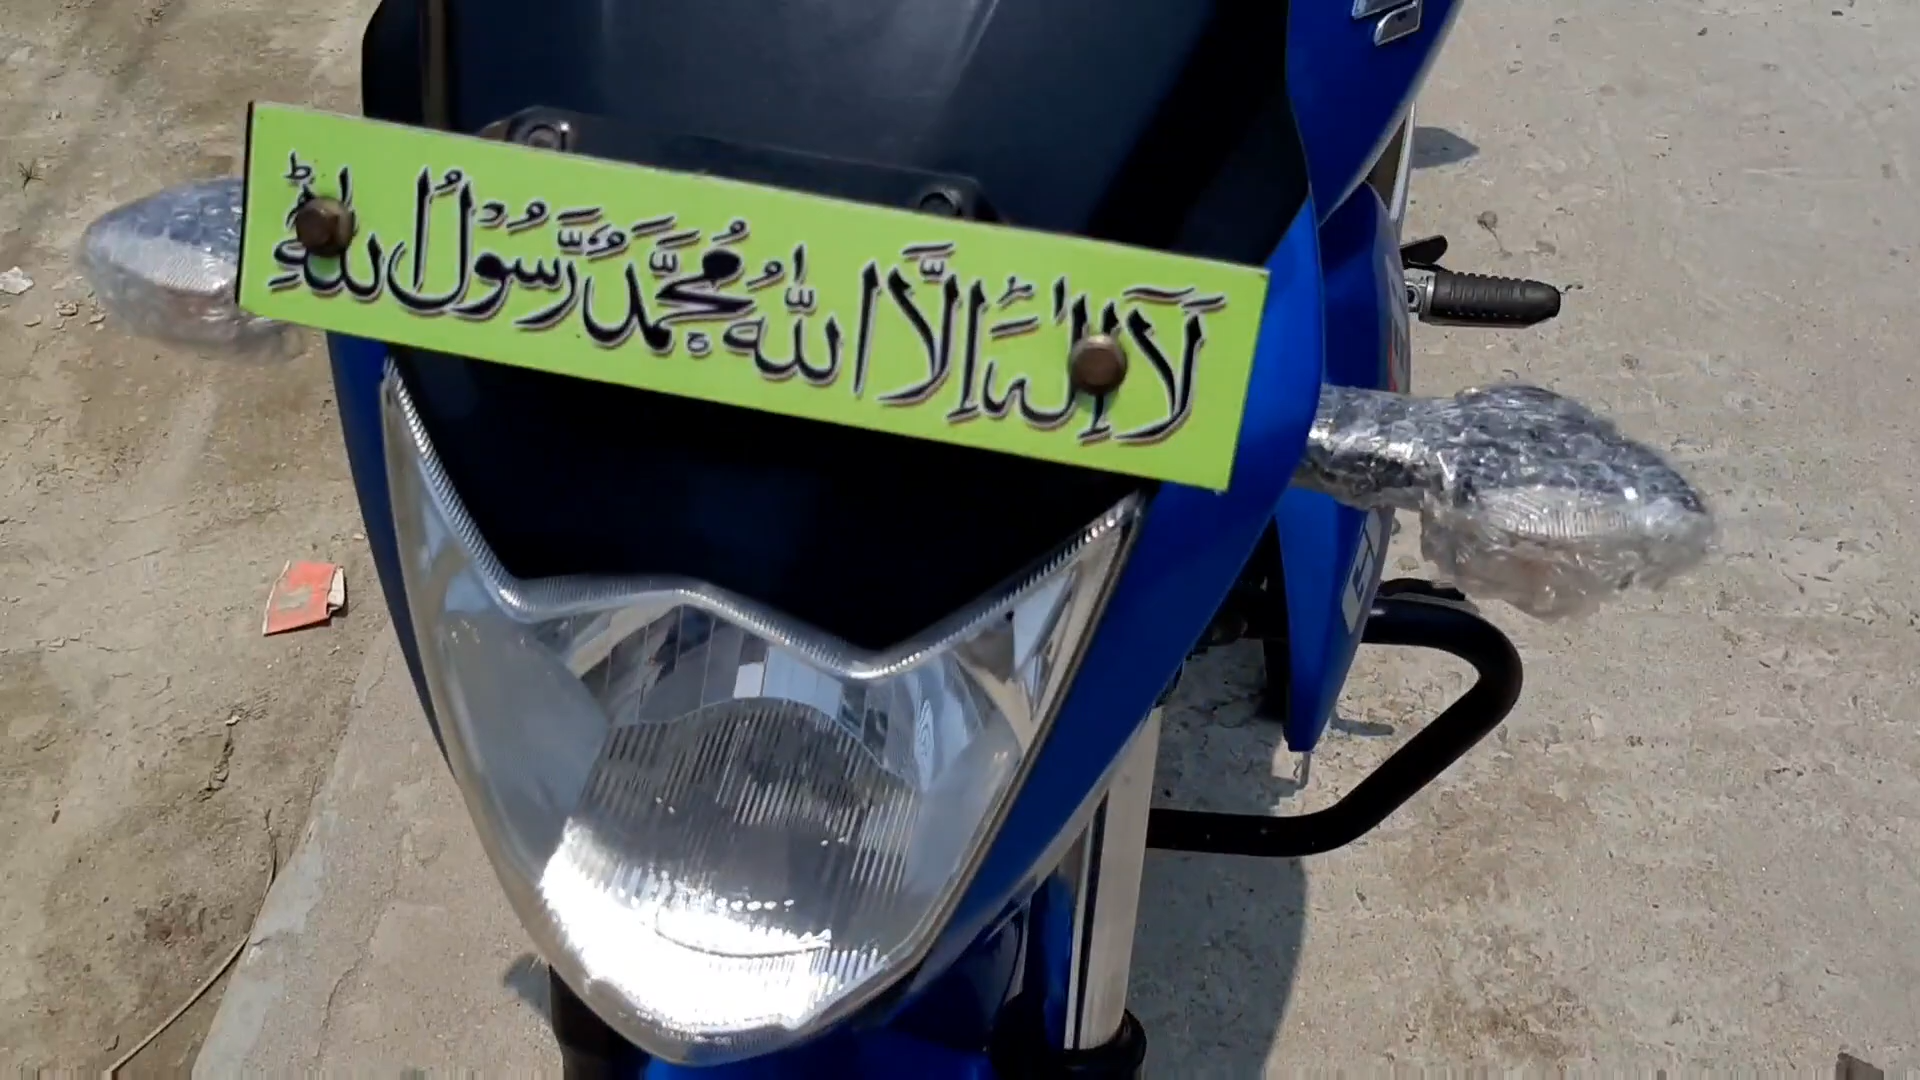 لَآ اِلٰهَ اِلَّا اللّٰهُ مُحَمَّدٌ رَّسُوْلُ اللّٰهِ